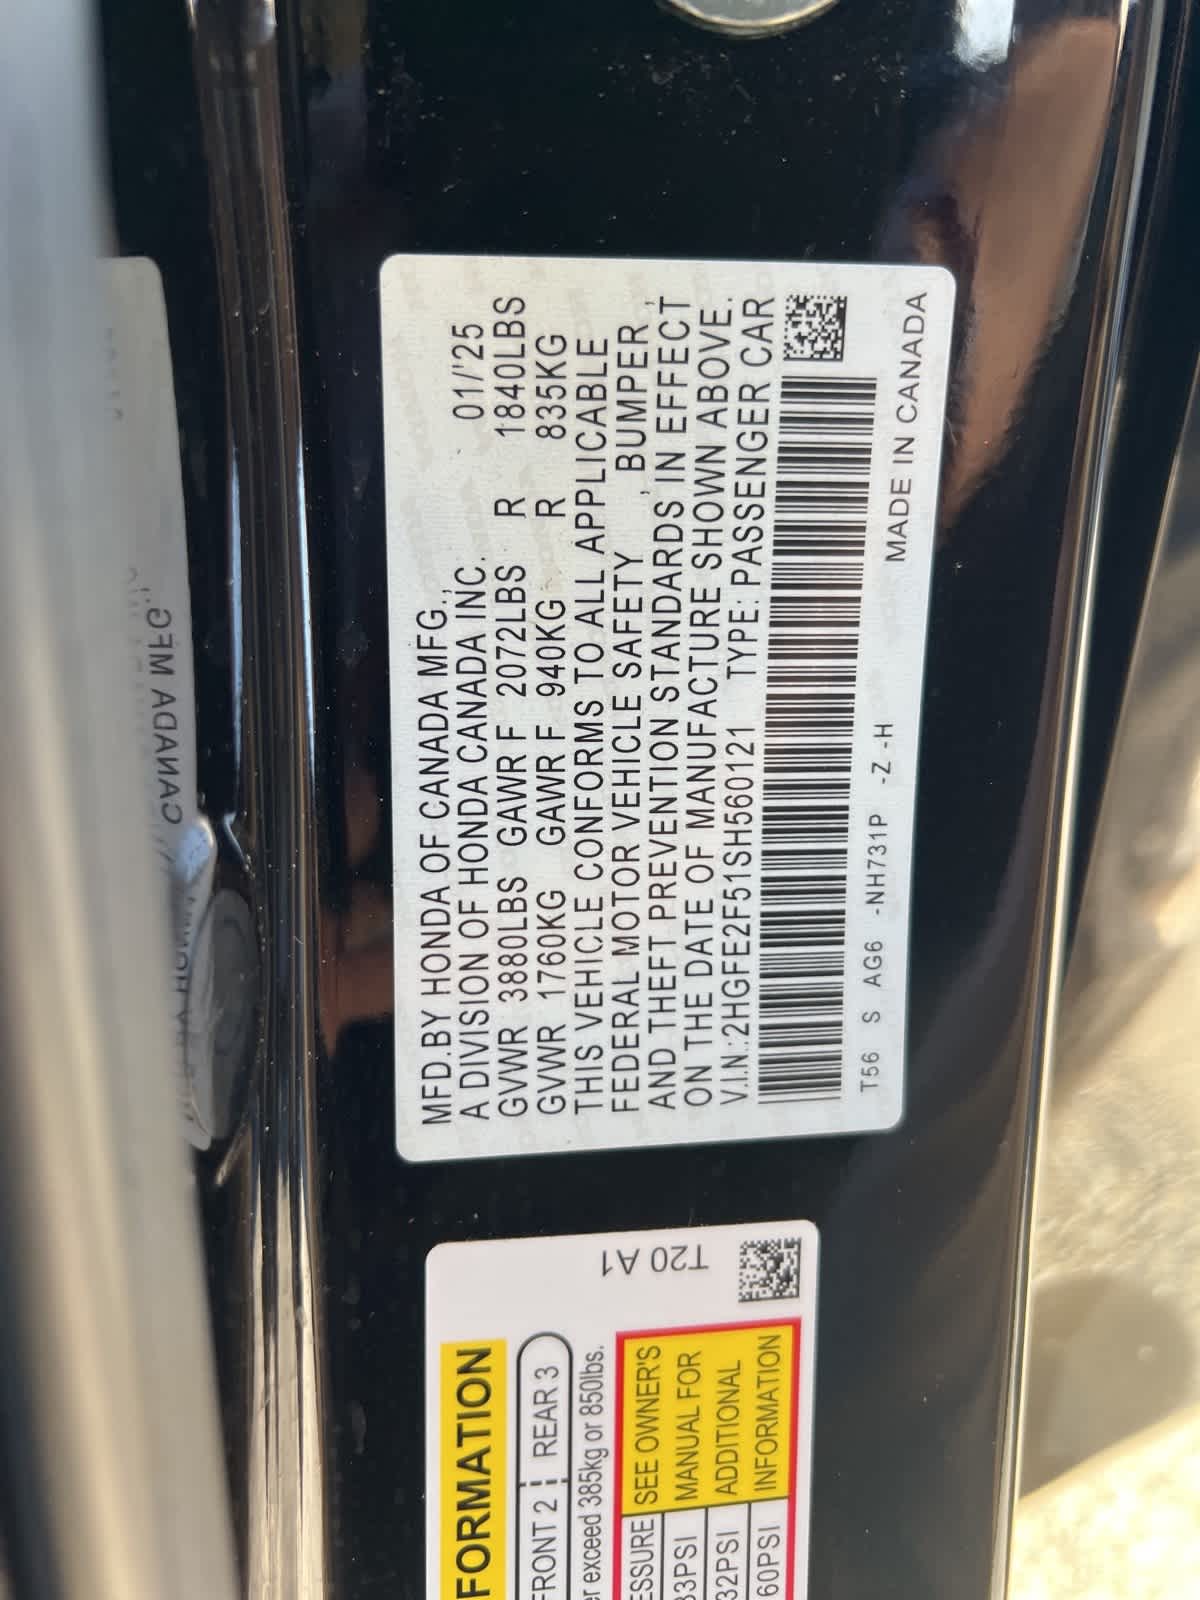 MFD.BY HONDA OF CANADA MFG.,
A DIVISION OF HONDA CANADA INC. 01/'25
GVWR 3880LBS GAWR F 2072LBS R 1840LBS
GVWR 1760KG GAWR F 940KG R 835KG
THIS VEHICLE CONFORMS TO ALL APPLICABLE
FEDERAL MOTOR VEHICLE SAFETY , BUMPER ,
AND THEFT PREVENTION STANDARDS IN EFFECT
ON THE DATE OF MANUFACTURE SHOWN ABOVE.
V.I.N.:2HGFE2F51SH560121 TYPE: PASSENGER CAR
T56 S AG6 -NH731P -Z -H
MADE IN CANADA
T20 A1
FORMATION
FRONT 2 REAR 3
exceed 385kg or 850lbs.
ESSURE SEE OWNER'S
33PSI MANUAL FOR
32PSI ADDITIONAL
60PSI INFORMATION
CANADA MFG.,